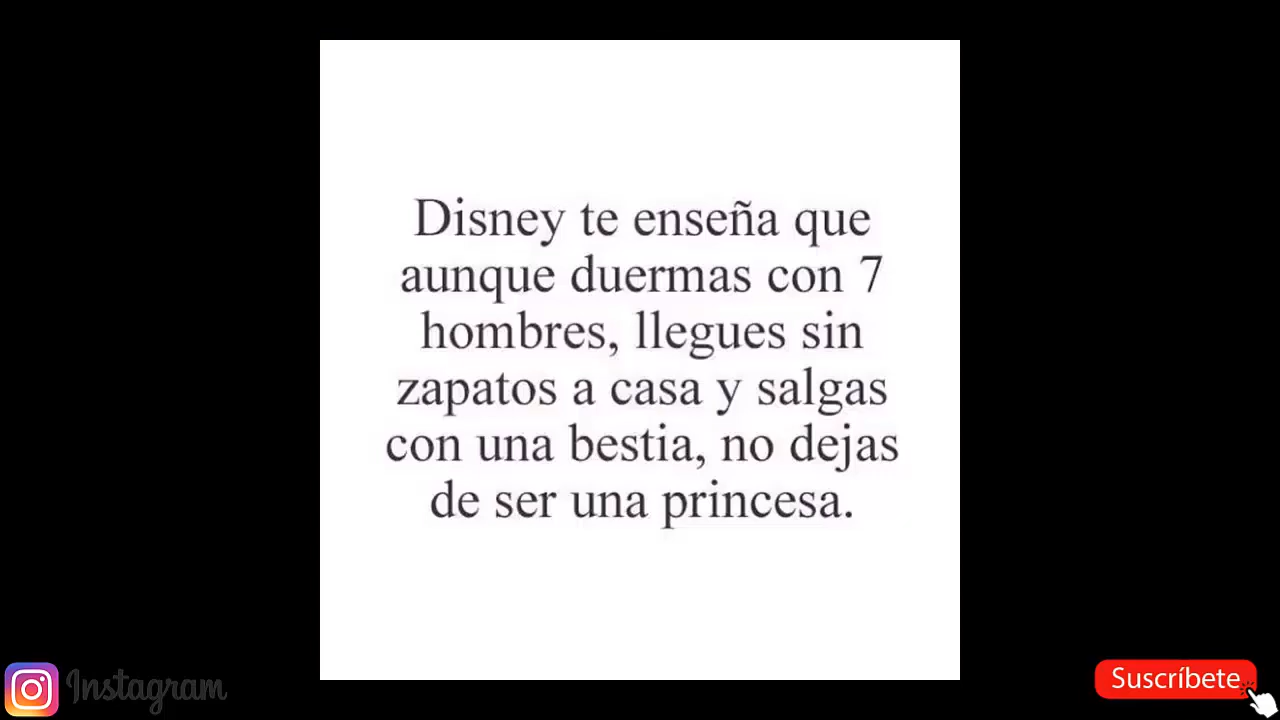 Disney te enseña que
aunque duermas con 7
hombres, llegues sin
zapatos a casa y salgas
con una bestia, no dejas
de ser una princesa.
Instagram
Suscríbete